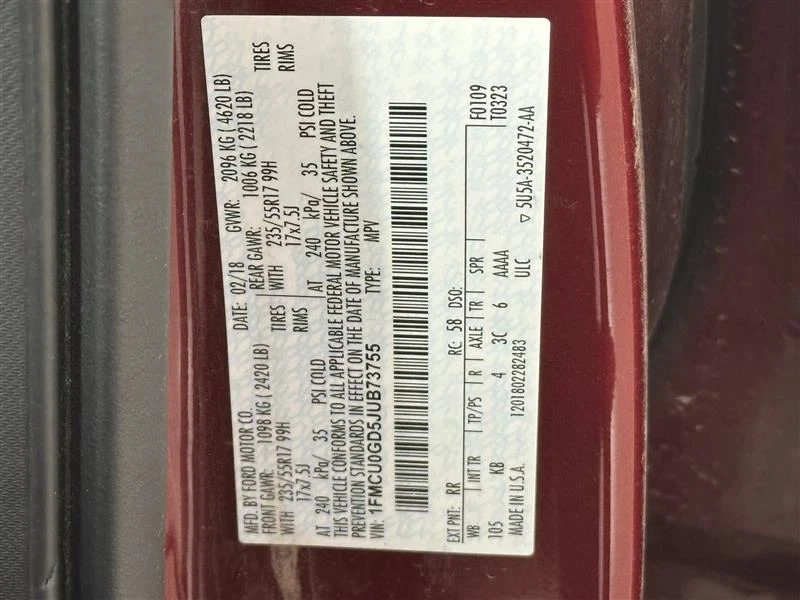 MFD. BY FORD MOTOR CO.
DATE: 02/18 GVWR: 2096 KG ( 4620 LB)
FRONT GAWR: 1098 KG ( 2420 LB) REAR GAWR: 1006 KG ( 2218 LB)
WITH 235/55R17 99H TIRES WITH 235/55R17 99H TIRES
17x7.5J RIMS 17x7.5J RIMS
AT 240 kPa/ 35 PSI COLD AT 240 kPa/ 35 PSI COLD
THIS VEHICLE CONFORMS TO ALL APPLICABLE FEDERAL MOTOR VEHICLE SAFETY AND THEFT
PREVENTION STANDARDS IN EFFECT ON THE DATE OF MANUFACTURE SHOWN ABOVE.
VIN: 1FMCU0GD5JUB73755 TYPE: MPV
EXT PNT: RR RC: 58 DSO: F0109
WB INT TR TP/PS R AXLE TR SPR T0323
105 KB 4 3C 6 AAAA
MADE IN U.S.A. 1201802282483 ULC ▽ 5U5A-3520472-AA